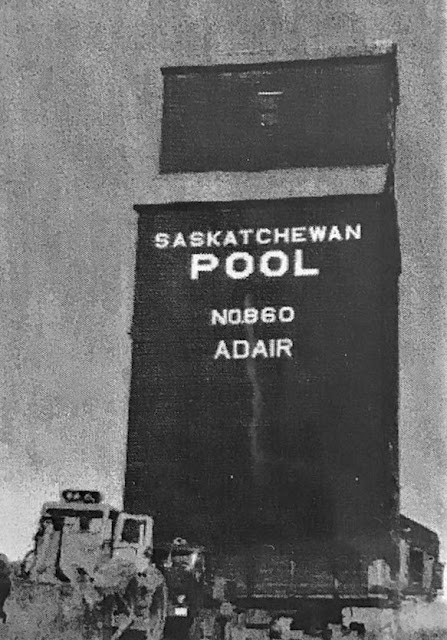 SASKATCHEWAN
POOL
NO.860
ADAIR